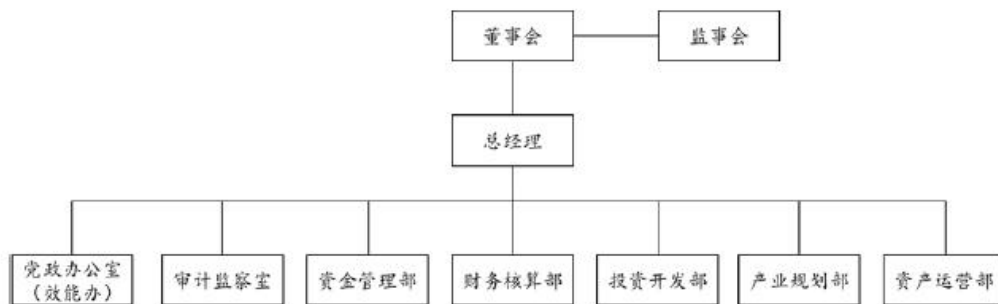 董事会
监事会
总经理
党政办公室
（效能办）
审计监察室
资金管理部
财务核算部
投资开发部
产业规划部
资产运营部